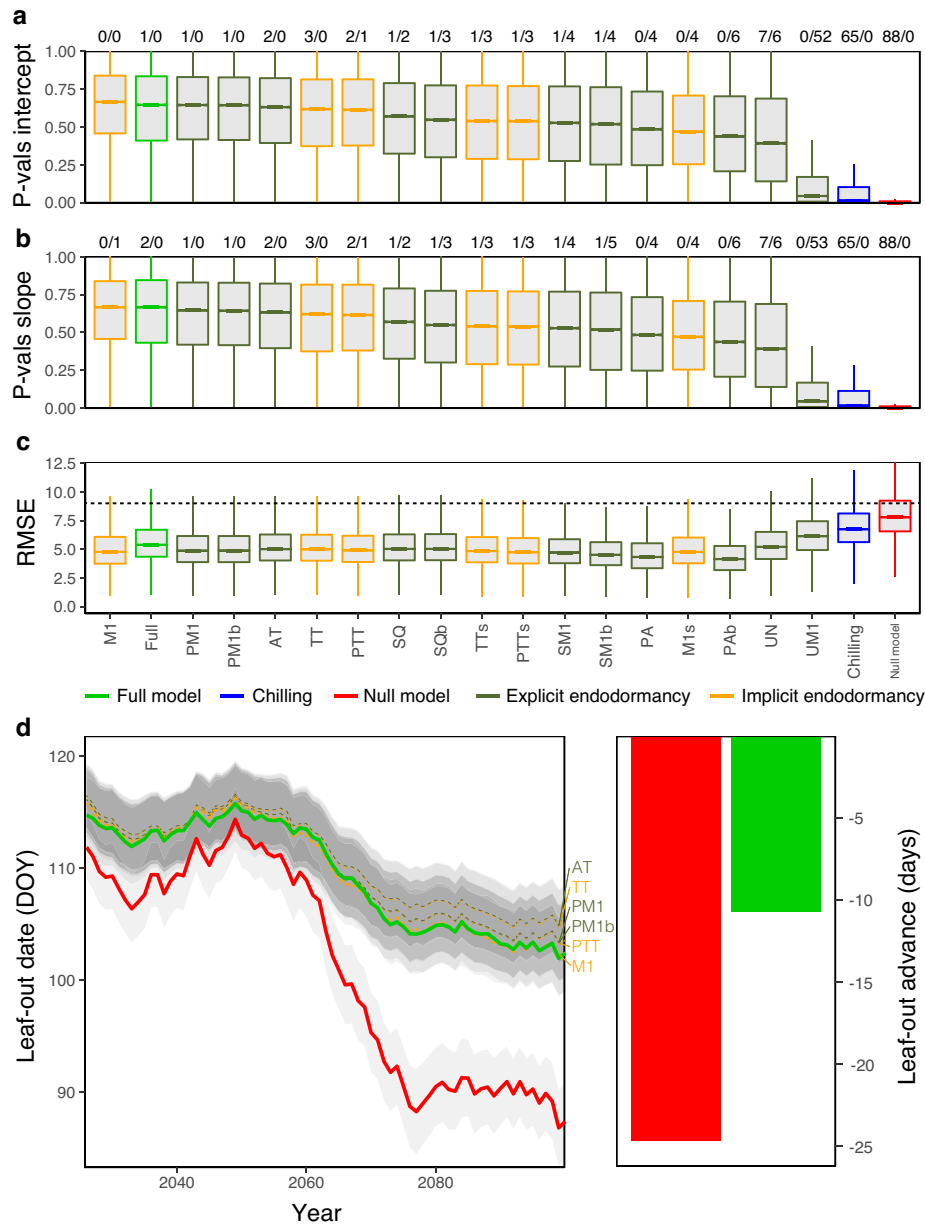 a
0/0 1/0 1/0 1/0 2/0 3/0 2/1 1/2 1/3 1/3 1/3 1/4 1/4 0/4 0/4 0/6 7/6 0/52 65/0 88/0
P-vals intercept
1.00
0.75
0.50
0.25
0.00
b
0/1 2/0 1/0 1/0 2/0 3/0 2/1 1/2 1/3 1/3 1/3 1/4 1/5 0/4 0/4 0/6 7/6 0/53 65/0 88/0
P-vals slope
1.00
0.75
0.50
0.25
0.00
c
RMSE
12.5
10.0
7.5
5.0
2.5
0.0
M1 Full PM1 PM1b AT TT PTT SQ SQb TTs PTTs SM1 SM1b PA M1s PAb UN UM1 Chilling Null model
Full model Chilling Null model Explicit endodormancy Implicit endodormancy
d
Leaf-out date (DOY)
120
110
100
90
AT
TT
PM1
PM1b
PTT
M1
2040 2060 2080
Year
-5
-10
-15
-20
-25
Leaf-out advance (days)